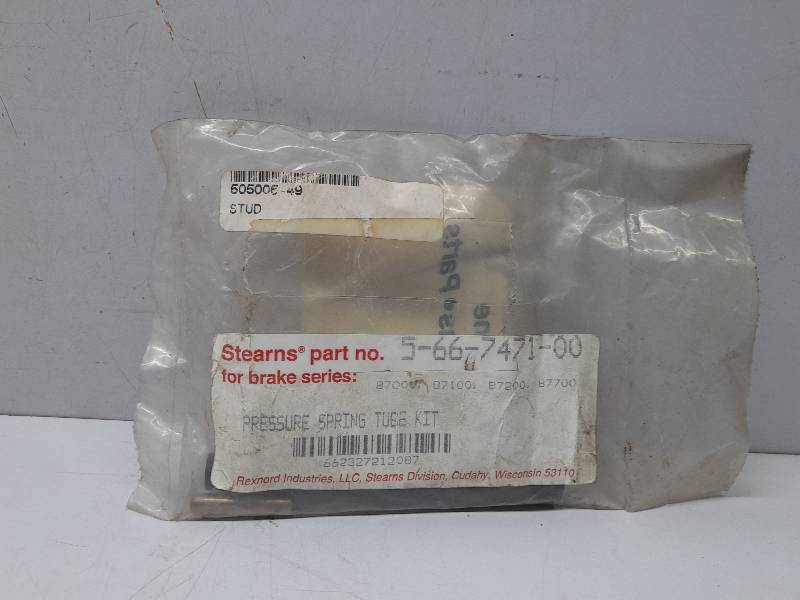 605006-49
STUD
Parts
Stearns® part no. 5-66-7471-00
for brake series: 87000, 87100, 87200, 87700
PRESSURE SPRING TUBE KIT
662327212087
Rexnord Industries, LLC, Stearns Division, Cudahy, Wisconsin 53110